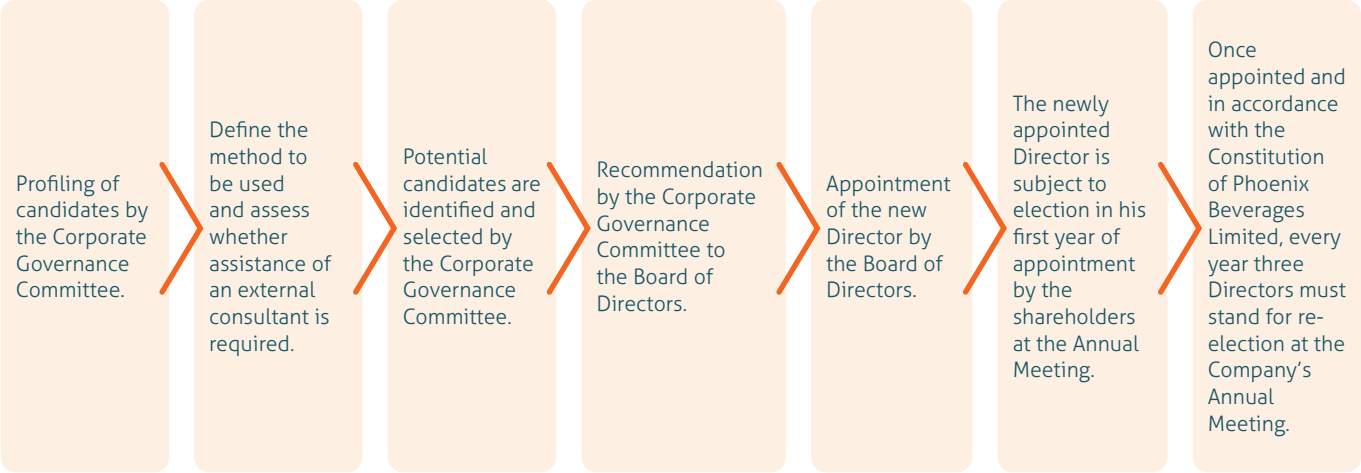 Profiling of
candidates by
the Corporate
Governance
Committee.
Define the
method to
be used
and assess
whether
assistance of
an external
consultant is
required.
Potential
candidates are
identified and
selected by
the Corporate
Governance
Committee.
Recommendation
by the Corporate
Governance
Committee to
the Board of
Directors.
Appointment
of the new
Director by
the Board of
Directors.
The newly
appointed
Director is
subject to
election in his
first year of
appointment
by the
shareholders
at the Annual
Meeting.
Once
appointed and
in accordance
with the
Constitution
of Phoenix
Beverages
Limited, every
year three
Directors must
stand for re-
election at the
Company's
Annual
Meeting.